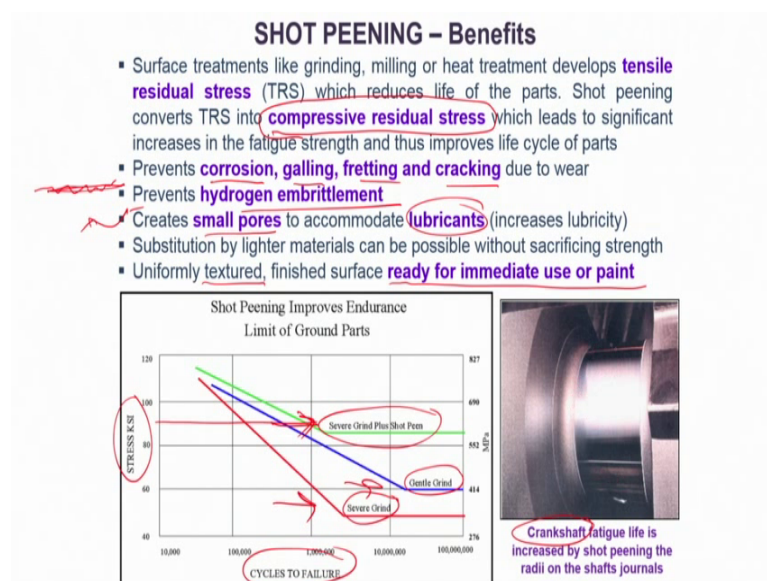 SHOT PEENING – Benefits
▪ Surface treatments like grinding, milling or heat treatment develops tensile
residual stress (TRS) which reduces life of the parts. Shot peening
converts TRS into compressive residual stress which leads to significant
increases in the fatigue strength and thus improves life cycle of parts
▪ Prevents corrosion, galling, fretting and cracking due to wear
▪ Prevents hydrogen embrittlement
▪ Creates small pores to accommodate lubricants (increases lubricity)
▪ Substitution by lighter materials can be possible without sacrificing strength
▪ Uniformly textured, finished surface ready for immediate use or paint
Shot Peening Improves Endurance
Limit of Ground Parts
120
100
80
60
40
STRESS KSI
827
690
552
414
276
MPa
Severe Grind Plus Shot Peen
Gentle Grind
Severe Grind
10,000
100,000
1,000,000
10,000,000
100,000,000
CYCLES TO FAILURE
Crankshaft fatigue life is
increased by shot peening the
radii on the shafts journals